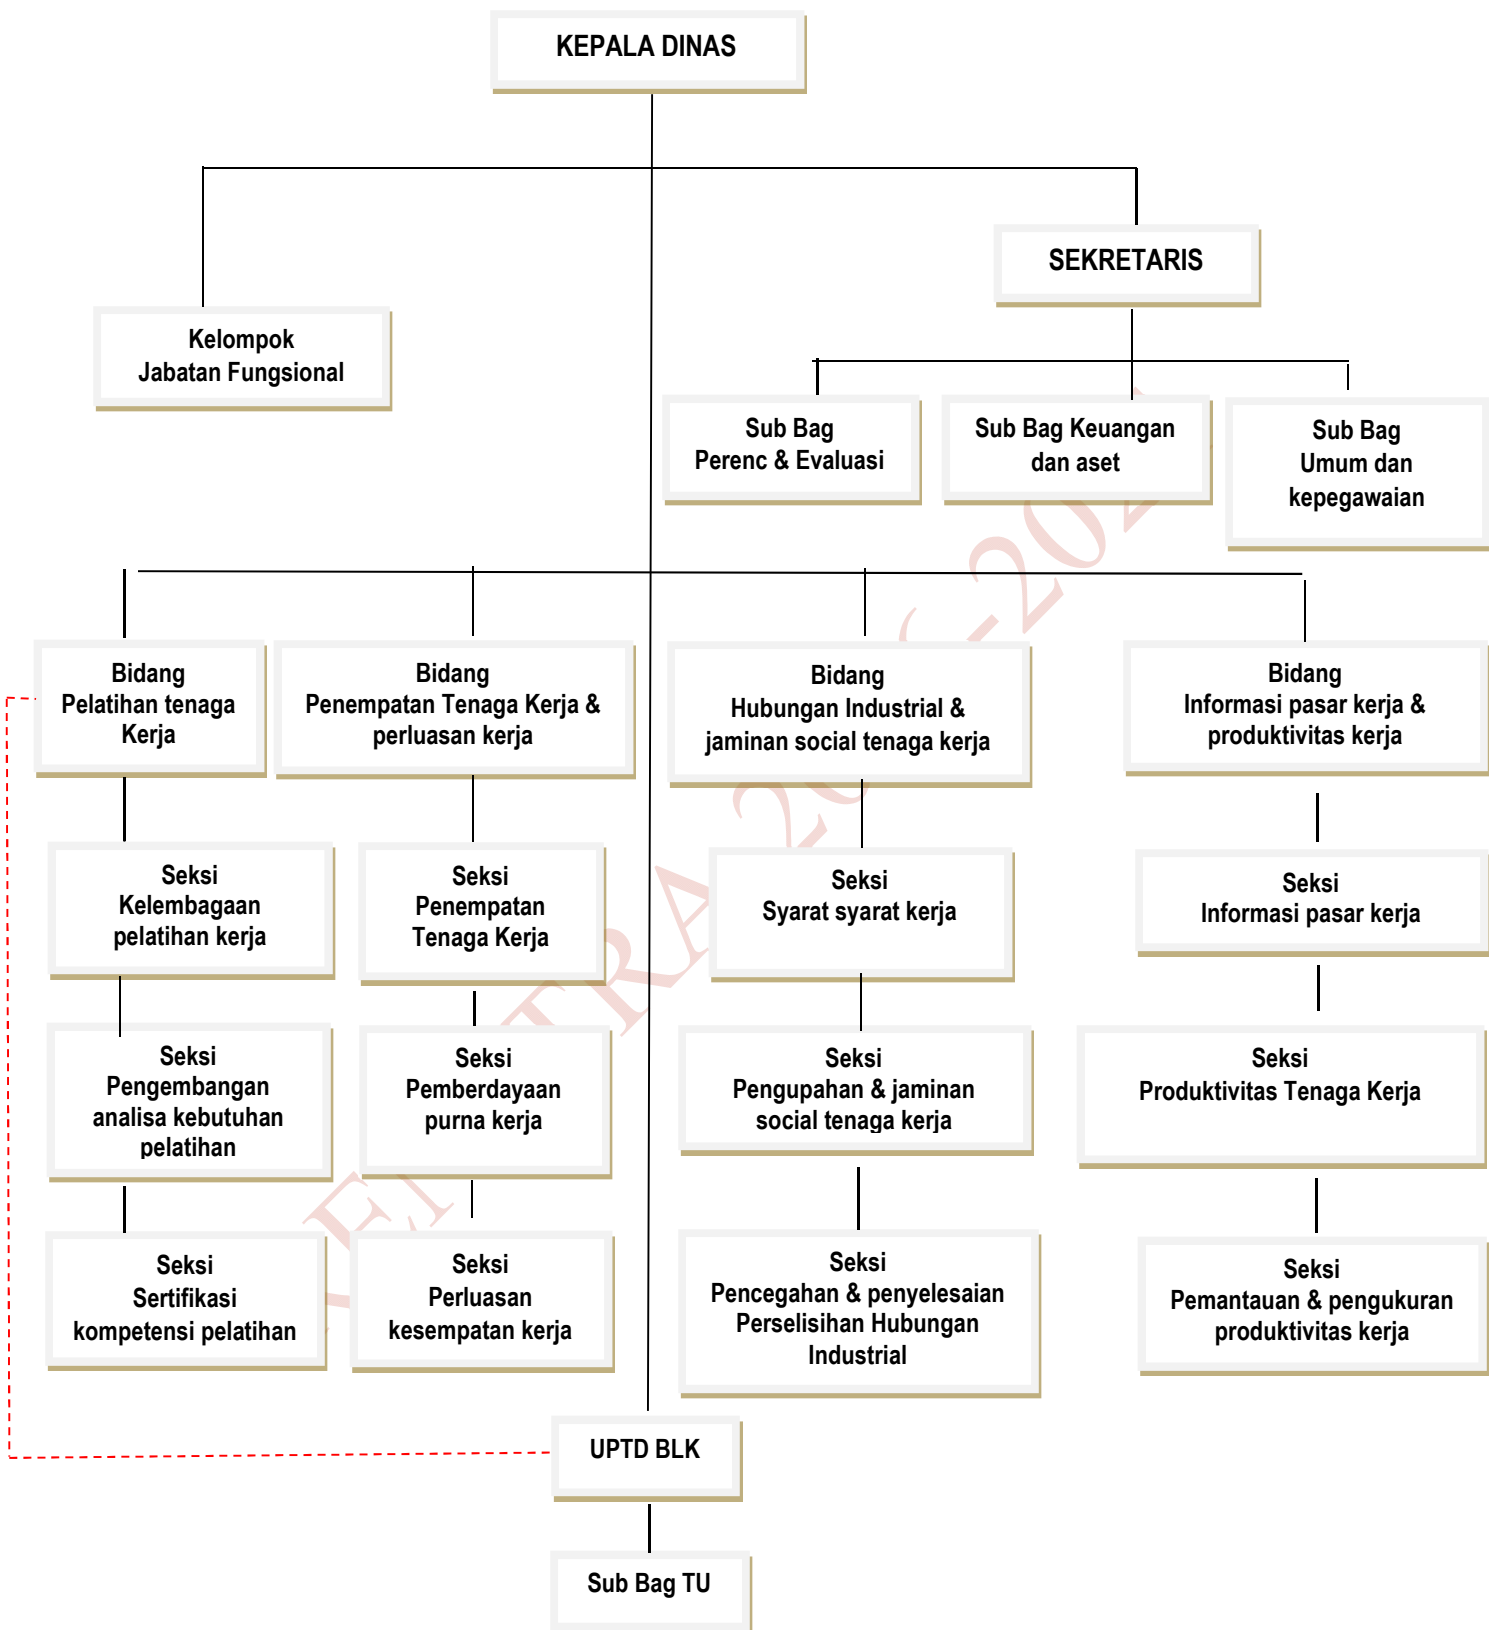 KEPALA DINAS
SEKRETARIS
Kelompok
Jabatan Fungsional
Sub Bag
Perenc & Evaluasi
Sub Bag Keuangan
dan aset
Sub Bag
Umum dan
kepegawaian
Bidang
Pelatihan tenaga
Kerja
Bidang
Penempatan Tenaga Kerja &
perluasan kerja
Bidang
Hubungan Industrial &
jaminan social tenaga kerja
Bidang
Informasi pasar kerja &
produktivitas kerja
Seksi
Kelembagaan
pelatihan kerja
Seksi
Penempatan
Tenaga Kerja
Seksi
Syarat syarat kerja
Seksi
Informasi pasar kerja
Seksi
Pengembangan
analisa kebutuhan
pelatihan
Seksi
Pemberdayaan
purna kerja
Seksi
Pengupahan & jaminan
social tenaga kerja
Seksi
Produktivitas Tenaga Kerja
Seksi
Sertifikasi
kompetensi pelatihan
Seksi
Perluasan
kesempatan kerja
Seksi
Pencegahan & penyelesaian
Perselisihan Hubungan
Industrial
Seksi
Pemantauan & pengukuran
produktivitas kerja
UPTD BLK
Sub Bag TU